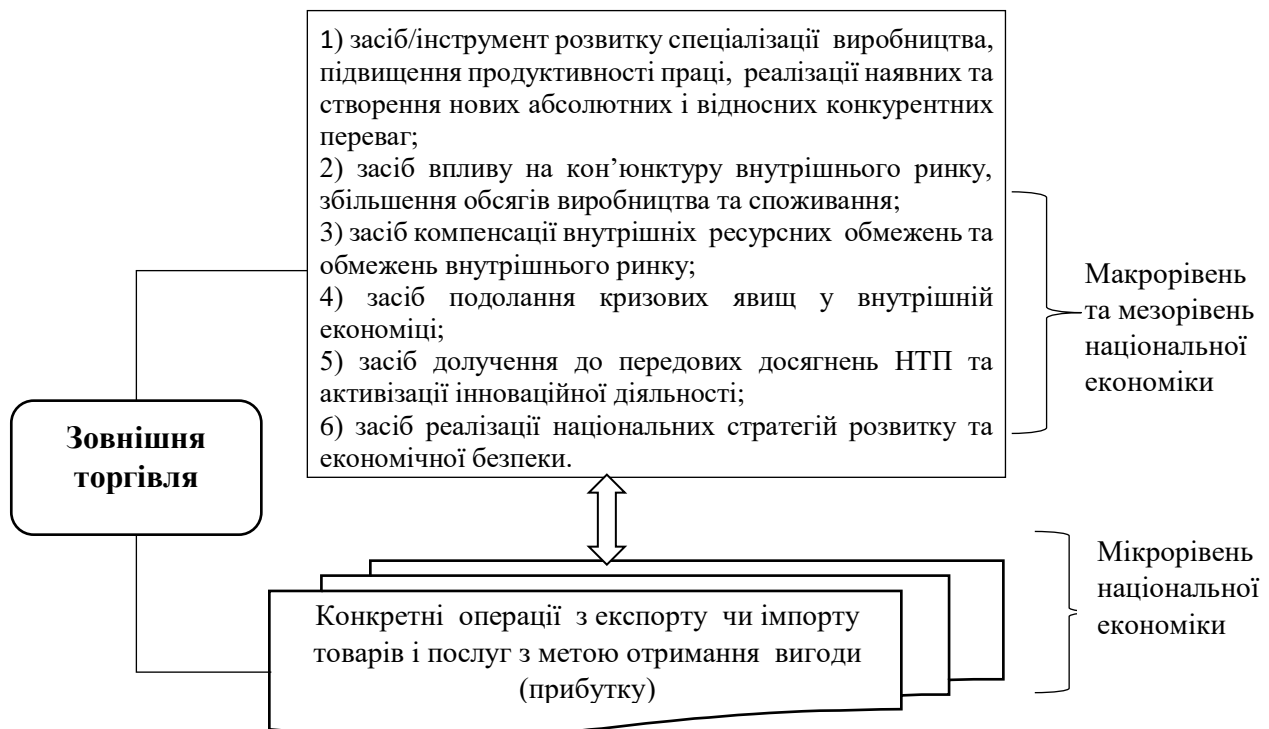 1) засіб/інструмент розвитку спеціалізації виробництва,
підвищення продуктивності праці, реалізації наявних та
створення нових абсолютних і відносних конкурентних
переваг;
2) засіб впливу на кон’юнктуру внутрішнього ринку,
збільшення обсягів виробництва та споживання;
3) засіб компенсації внутрішніх ресурсних обмежень та
обмежень внутрішнього ринку;
4) засіб подолання кризових явищ у внутрішній
економіці;
5) засіб долучення до передових досягнень НТП та
активізації інноваційної діяльності;
6) засіб реалізації національних стратегій розвитку та
економічної безпеки.
Макрорівень
та мезорівень
національної
економіки
Зовнішня
торгівля
Конкретні операції з експорту чи імпорту
товарів і послуг з метою отримання вигоди
(прибутку)
Мікрорівень
національної
економіки